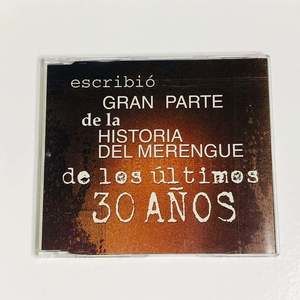 escribió
GRAN PARTE
de la
HISTORIA
DEL MERENGUE
de los últimos
30 AÑOS